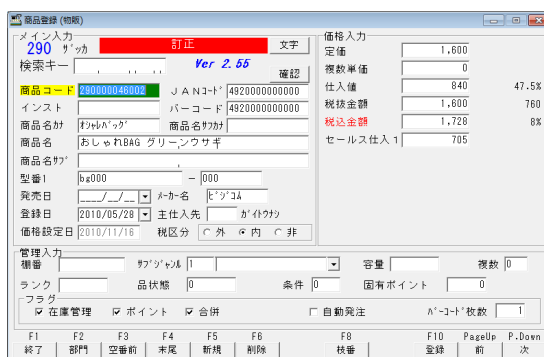 商品登録 (物販)
メイン入力
290 ザッカ 訂正 文字
検索キー . , , , Ver 2.55 確認
商品コード 290000046002 JANコード 4920000000000
インスト バーコード 4920000000000
商品名カナ オシャレバッグ 商品名サブカナ
商品名 おしゃれBAG グリーンウサギ
商品名サブ
型番1 bg000 - 000
発売日 ____/__/__ メーカー名 ビジコム
登録日 2010/05/28 主仕入先 ガイトウナシ
価格設定日 2010/11/16 税区分 外 内 非
価格入力
定価 1,600
複数単価 0
仕入値 840 47.5%
税抜金額 1,600 760
税込金額 1,728 8%
セールス仕入1 705
管理入力
棚番 サブジャンル 1 容量 複数 0
ランク 品状態 0 条件 0 固有ポイント 0
フラグ
在庫管理 ポイント 合併 自動発注 バーコード枚数 1
F1 F2 F3 F4 F5 F6 F8 F10 PageUp P.Down
終了 部門 空番前 末尾 新規 削除 枝番 登録 前 次